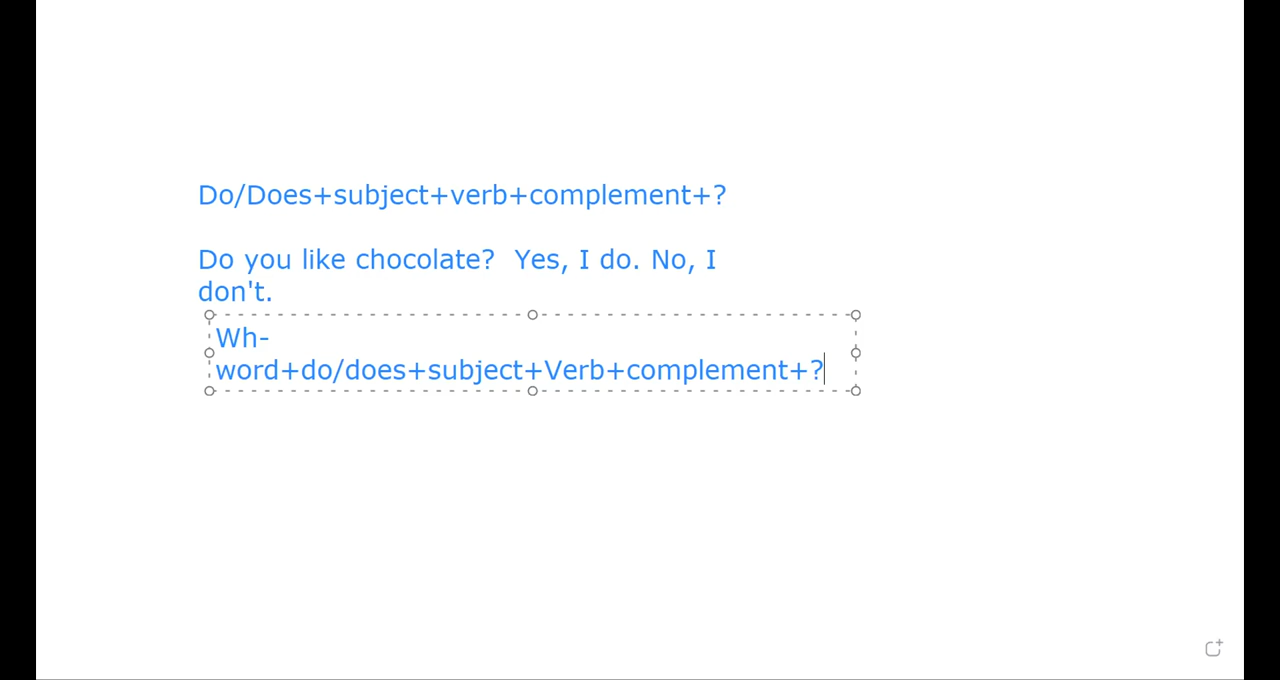 Do/Does+subject+verb+complement+?
Do you like chocolate?  Yes, I do. No, I
don't.
Wh-
word+do/does+subject+Verb+complement+?